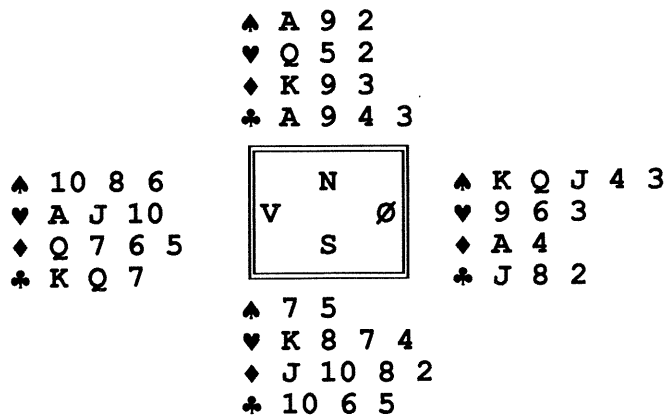 ♠ A 9 2
♥ Q 5 2
♦ K 9 3
♣ A 9 4 3
♠ 10 8 6
♥ A J 10
♦ Q 7 6 5
♣ K Q 7
N
V Ø
S
♠ K Q J 4 3
♥ 9 6 3
♦ A 4
♣ J 8 2
♠ 7 5
♥ K 8 7 4
♦ J 10 8 2
♣ 10 6 5